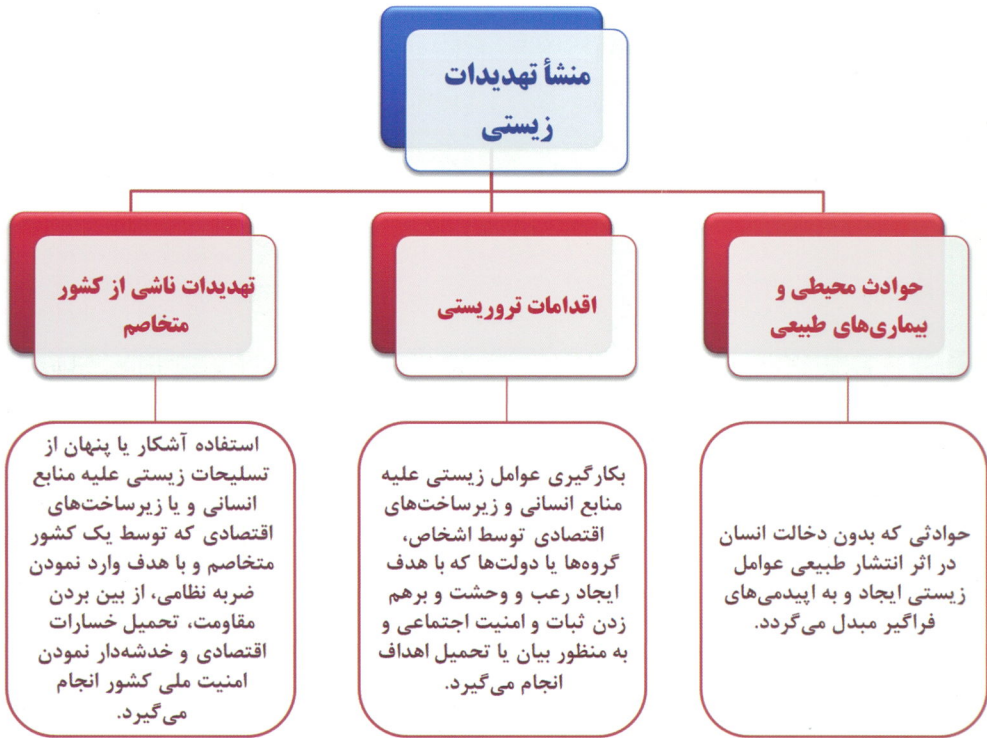 منشأ تهدیدات
زیستی
حوادث محیطی و
بیماری‌های طبیعی
اقدامات تروریستی
تهدیدات ناشی از کشور
متخاصم
حوادثی که بدون دخالت انسان
در اثر انتشار طبیعی عوامل
زیستی ایجاد و به اپیدمی‌های
فراگیر مبدل می‌گردد.
بکارگیری عوامل زیستی علیه
منابع انسانی و زیرساخت‌های
اقتصادی توسط اشخاص،
گروه‌ها یا دولت‌ها که با هدف
ایجاد رعب و وحشت و برهم
زدن ثبات و امنیت اجتماعی و
به منظور بیان یا تحمیل اهداف
انجام می‌گیرد.
استفاده آشکار یا پنهان از
تسلیحات زیستی علیه منابع
انسانی و یا زیرساخت‌های
اقتصادی که توسط یک کشور
متخاصم و با هدف وارد نمودن
ضربه نظامی، از بین بردن
مقاومت، تحمیل خسارات
اقتصادی و خدشه‌دار نمودن
امنیت ملی کشور انجام
می‌گیرد.